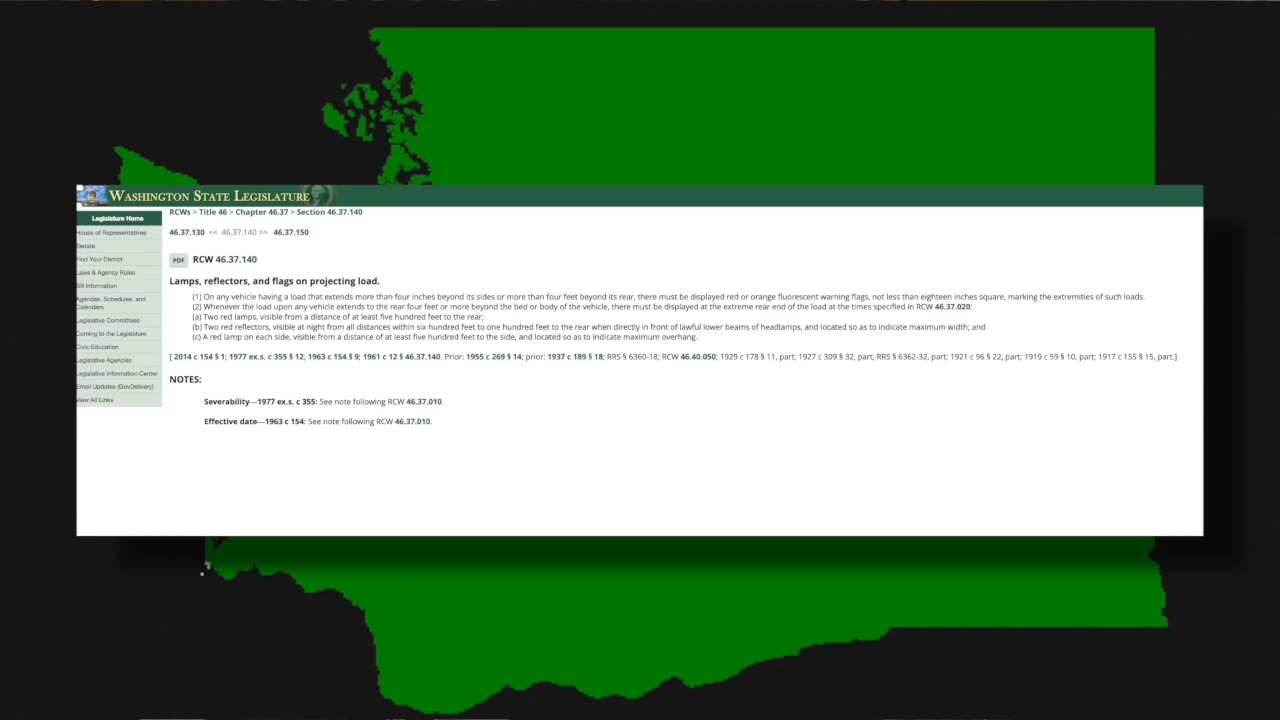 WASHINGTON STATE LEGISLATURE
Legislature Home
House of Representatives
Senate
Find Your District
Laws & Agency Rules
Bill Information
Agendas, Schedules, and
Calendars
Legislative Committees
Coming to the Legislature
Civic Education
Legislative Agencies
Legislative Information Center
Email Updates (GovDelivery)
View All Links
RCWs > Title 46 > Chapter 46.37 > Section 46.37.140
46.37.130 << 46.37.140 >> 46.37.150
PDF RCW 46.37.140
Lamps, reflectors, and flags on projecting load.
(1) On any vehicle having a load that extends more than four inches beyond its sides or more than four feet beyond its rear, there must be displayed red or orange fluorescent warning flags, not less than eighteen inches square, marking the extremities of such loads.
(2) Whenever the load upon any vehicle extends to the rear four feet or more beyond the bed or body of the vehicle, there must be displayed at the extreme rear end of the load at the times specified in RCW 46.37.020:
(a) Two red lamps, visible from a distance of at least five hundred feet to the rear;
(b) Two red reflectors, visible at night from all distances within six hundred feet to one hundred feet to the rear when directly in front of lawful lower beams of headlamps, and located so as to indicate maximum width; and
(c) A red lamp on each side, visible from a distance of at least five hundred feet to the side, and located so as to indicate maximum overhang.
[ 2014 c 154 § 1; 1977 ex.s. c 355 § 12; 1963 c 154 § 9; 1961 c 12 § 46.37.140. Prior: 1955 c 269 § 14; prior: 1937 c 189 § 18; RRS § 6360-18; RCW 46.40.050; 1929 c 178 § 11, part; 1927 c 309 § 32, part, RRS § 6362-32, part; 1921 c 96 § 22, part; 1919 c 59 § 10, part; 1917 c 155 § 15, part.]
NOTES:
Severability—1977 ex.s. c 355: See note following RCW 46.37.010.
Effective date—1963 c 154: See note following RCW 46.37.010.